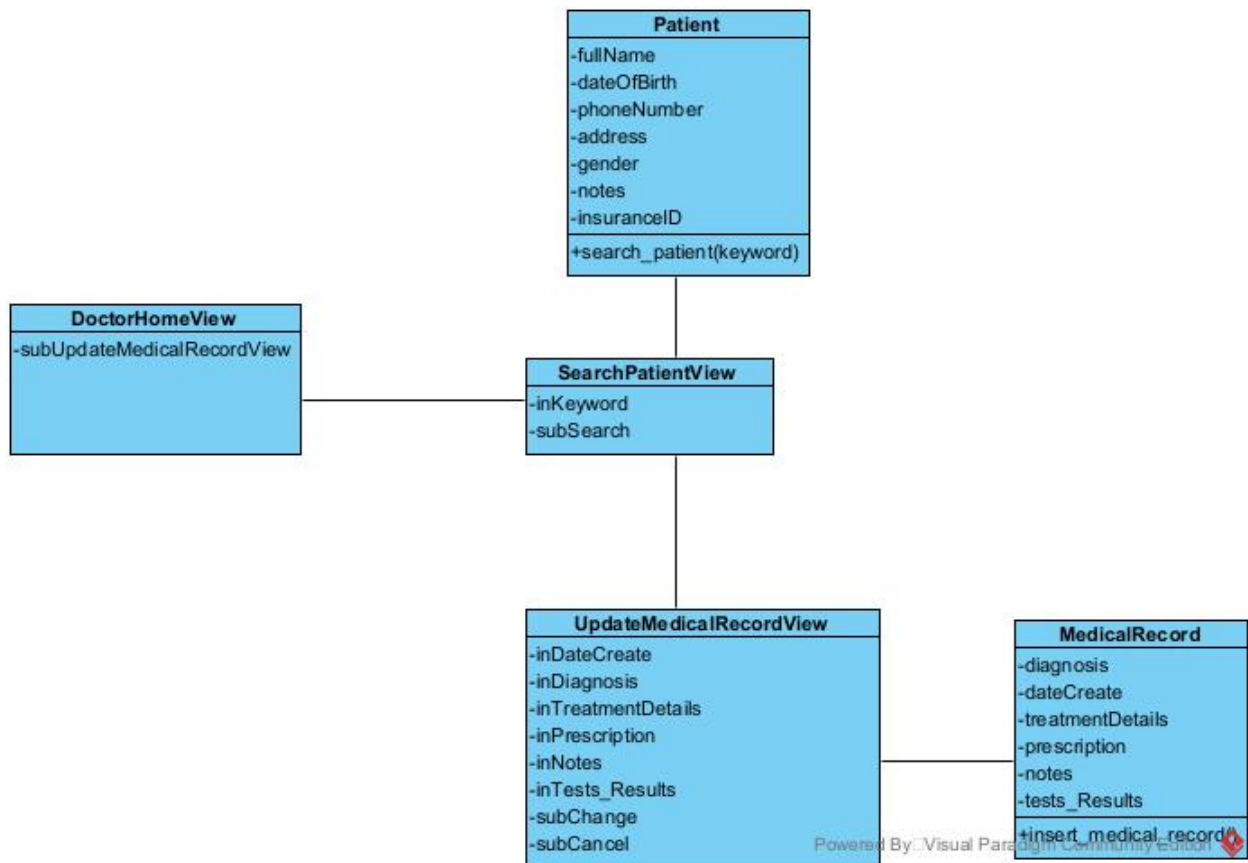 Patient
-fullName
-dateOfBirth
-phoneNumber
-address
-gender
-notes
-insuranceID
+search_patient(keyword)
DoctorHomeView
-subUpdateMedicalRecordView
SearchPatientView
-inKeyword
-subSearch
UpdateMedicalRecordView
-inDateCreate
-inDiagnosis
-inTreatmentDetails
-inPrescription
-inNotes
-inTests_Results
-subChange
-subCancel
MedicalRecord
-diagnosis
-dateCreate
-treatmentDetails
-prescription
-notes
-tests_Results
+insert_medical_record()
Powered By Visual Paradigm Community Edition